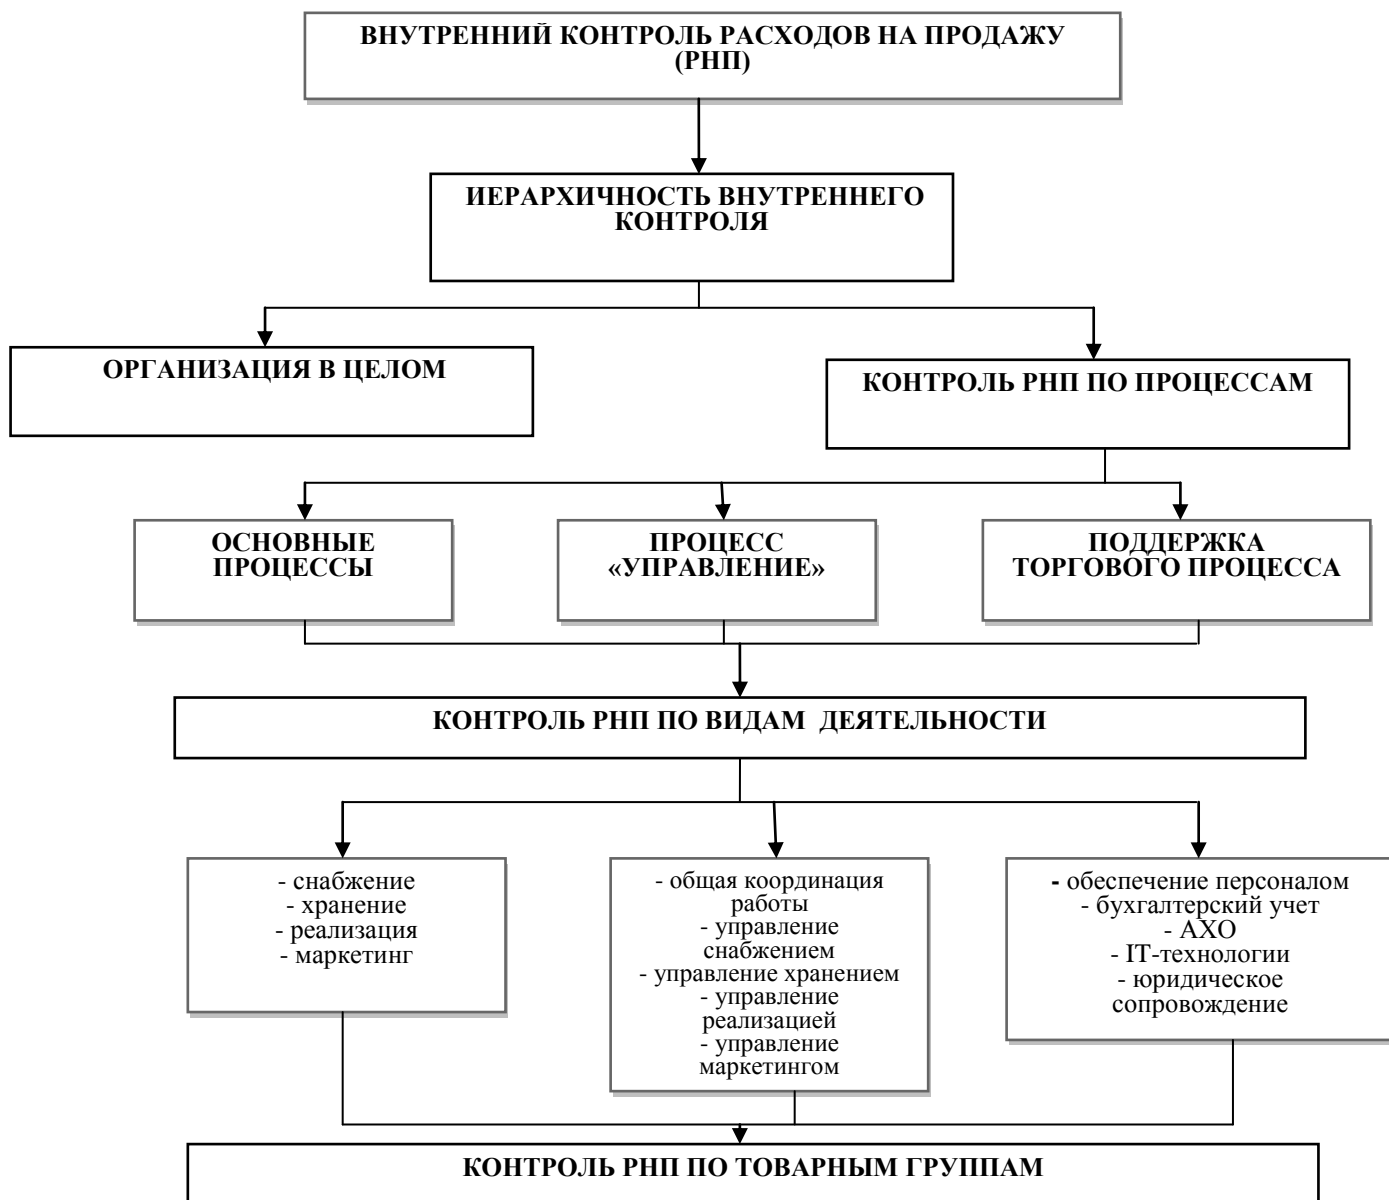 ВНУТРЕННИЙ КОНТРОЛЬ РАСХОДОВ НА ПРОДАЖУ
(РНП)
ИЕРАРХИЧНОСТЬ ВНУТРЕННЕГО
КОНТРОЛЯ
ОРГАНИЗАЦИЯ В ЦЕЛОМ
КОНТРОЛЬ РНП ПО ПРОЦЕССАМ
ОСНОВНЫЕ
ПРОЦЕССЫ
ПРОЦЕСС
«УПРАВЛЕНИЕ»
ПОДДЕРЖКА
ТОРГОВОГО ПРОЦЕССА
КОНТРОЛЬ РНП ПО ВИДАМ ДЕЯТЕЛЬНОСТИ
- снабжение
- хранение
- реализация
- маркетинг
- общая координация
работы
- управление
снабжением
- управление хранением
- управление
реализацией
- управление
маркетингом
- обеспечение персоналом
- бухгалтерский учет
- АХО
- IT-технологии
- юридическое
сопровождение
КОНТРОЛЬ РНП ПО ТОВАРНЫМ ГРУППАМ